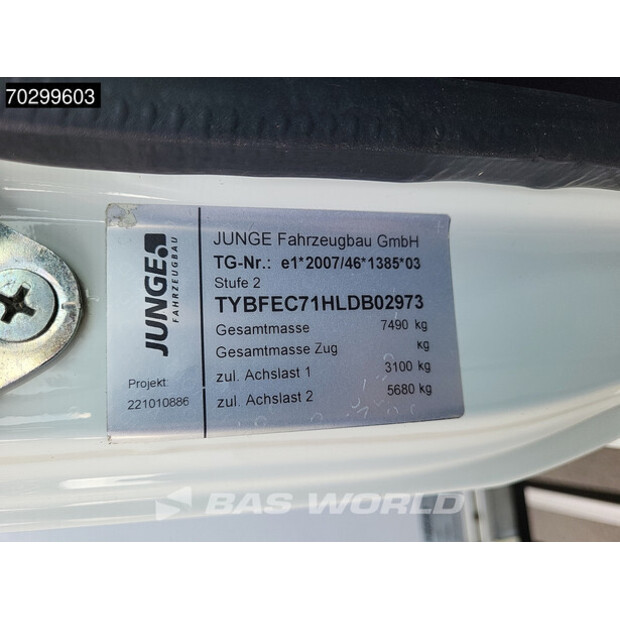 70299603
JUNGE
FAHRZEUGBAU
Projekt:
221010886
JUNGE Fahrzeugbau GmbH
TG-Nr.: e1*2007/46*1385*03
Stufe 2
TYBFEC71HLDB02973
Gesamtmasse 7490 kg
Gesamtmasse Zug kg
zul. Achslast 1 3100 kg
zul. Achslast 2 5680 kg
BAS WORLD